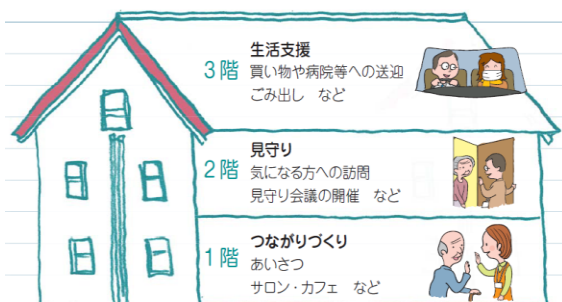 生活支援
3階 買い物や病院等への送迎
ごみ出し　など
見守り
2階 気になる方への訪問
見守り会議の開催　など
つながりづくり
1階 あいさつ
サロン・カフェ　など